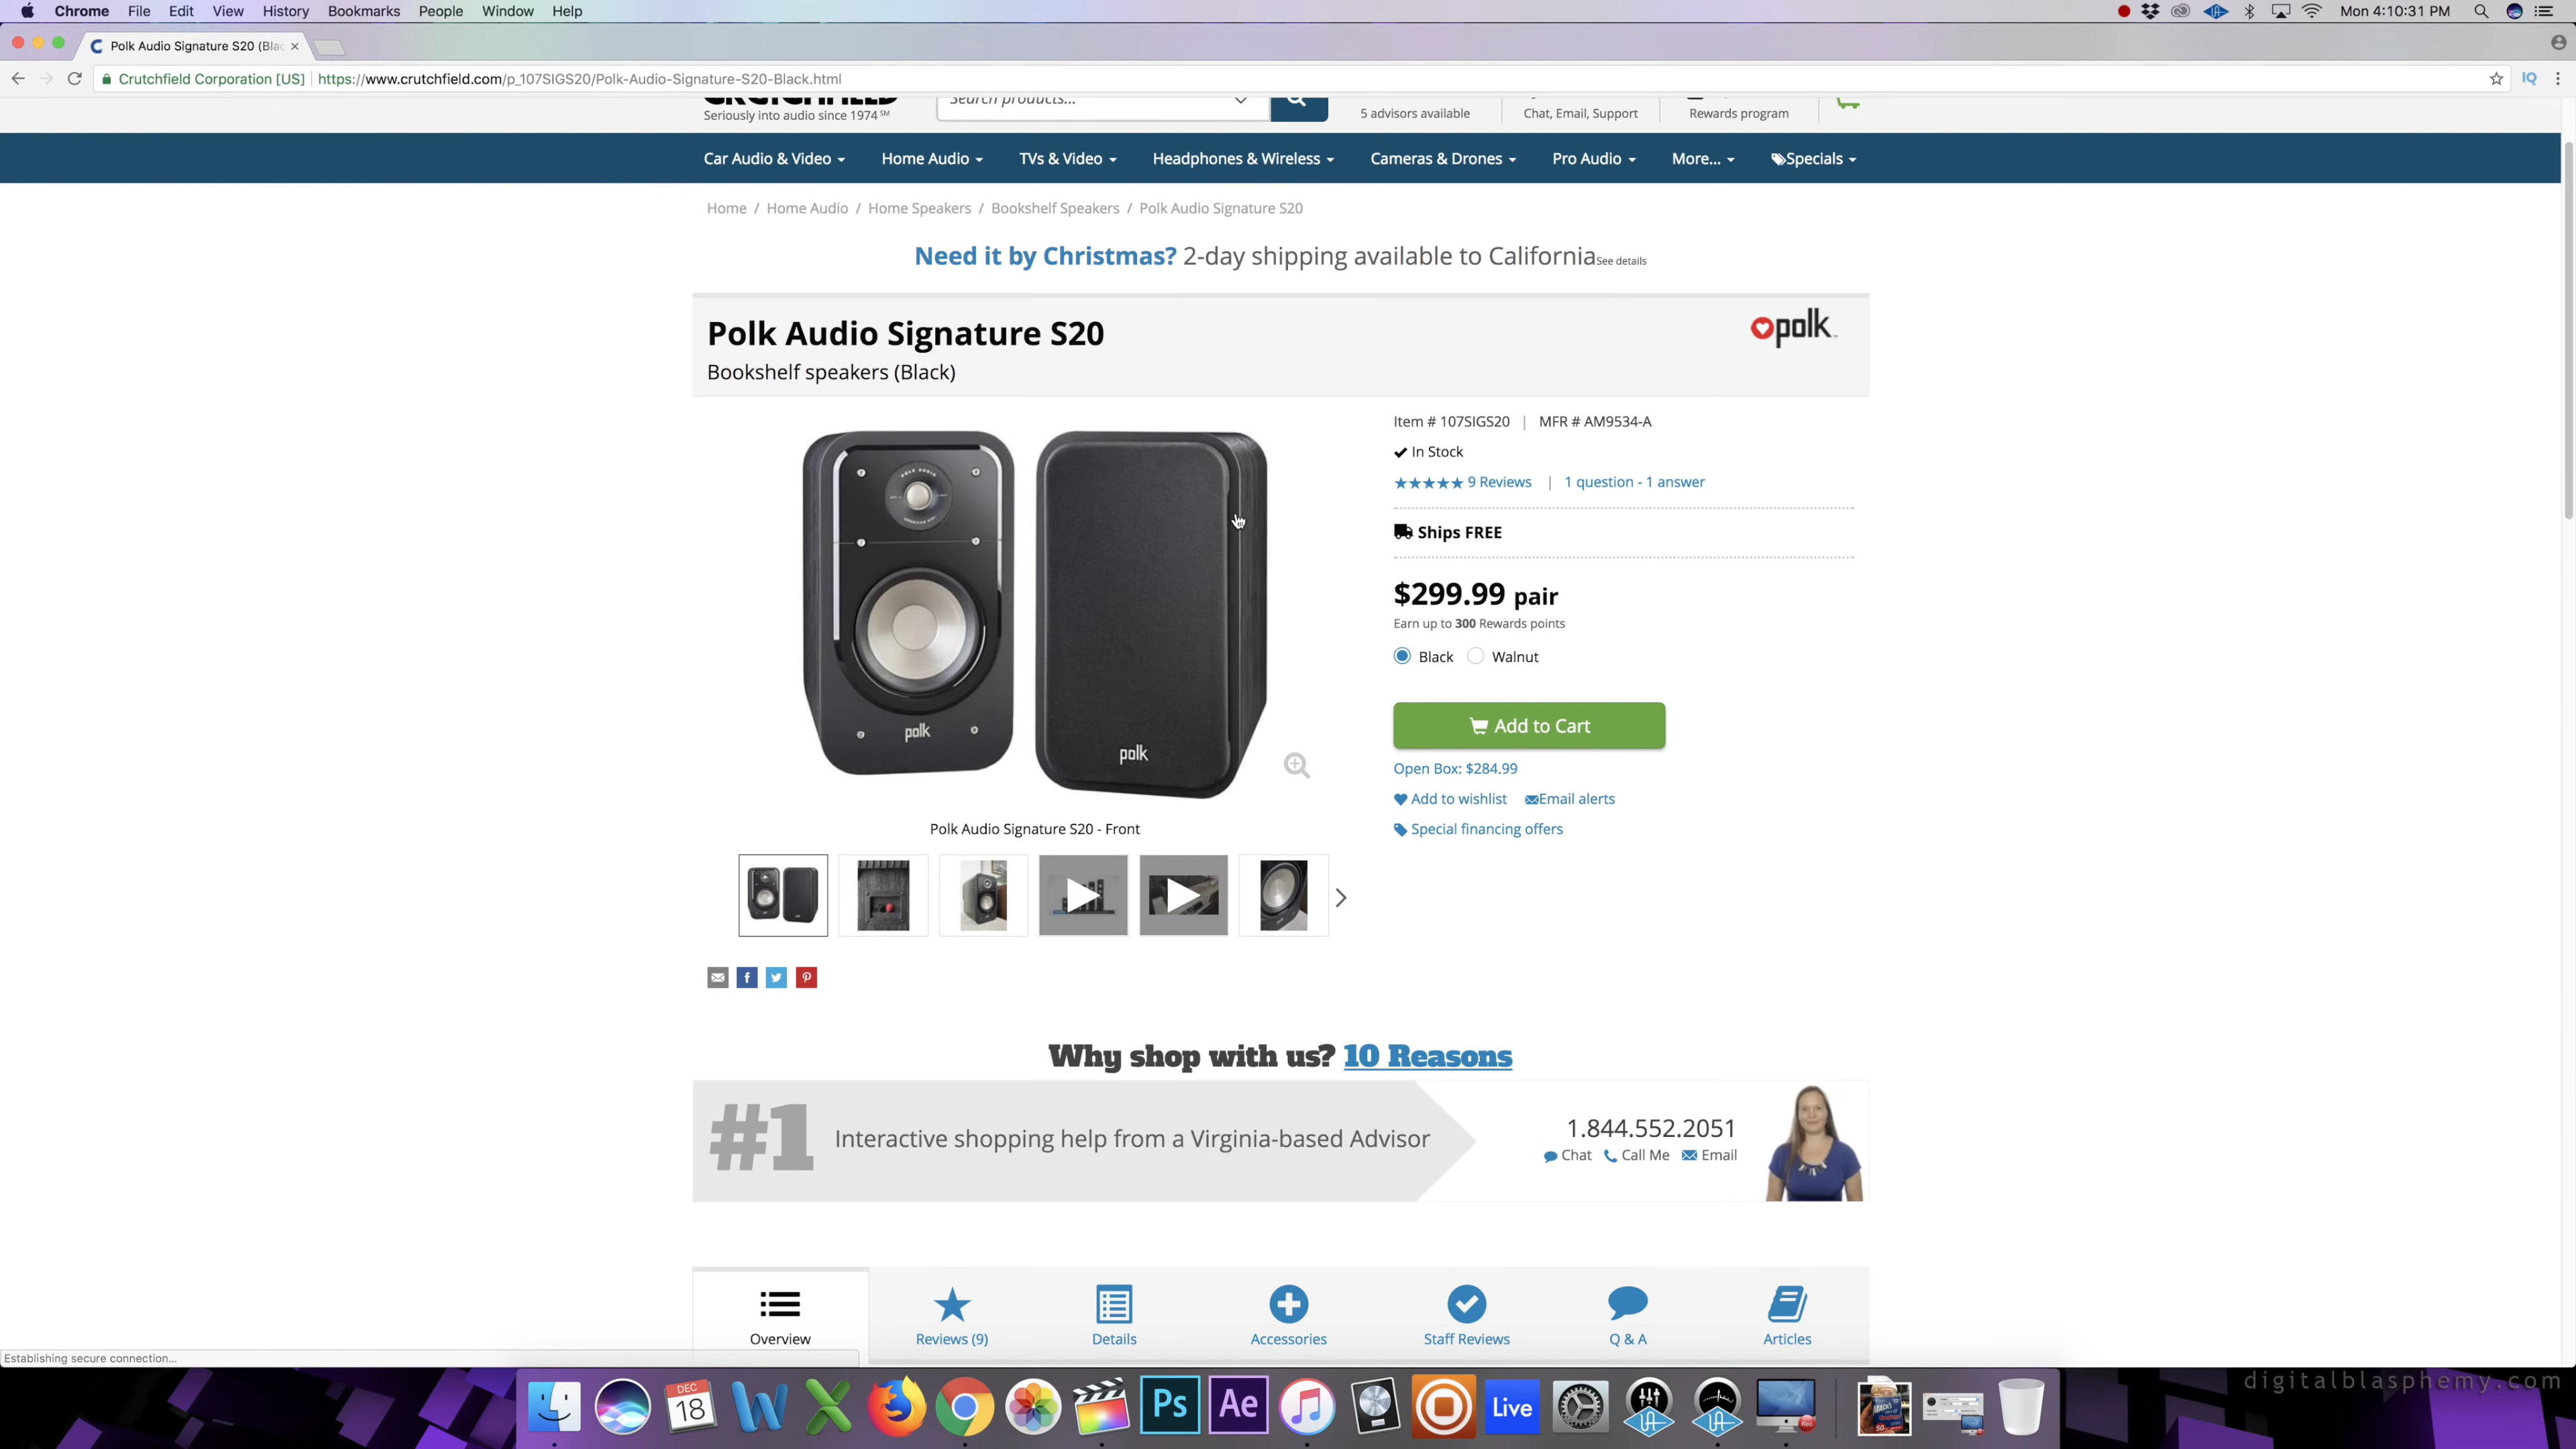 Chrome File Edit View History Bookmarks People Window Help Mon 4:10:31 PM
Polk Audio Signature S20 (Blac
Crutchfield Corporation [US] https://www.crutchfield.com/p_107SIGS20/Polk-Audio-Signature-S20-Black.html IQ
CRUTCHFIELD Search products...
Seriously into audio since 1974 SM 5 advisors available Chat, Email, Support Rewards program
Car Audio & Video Home Audio TVs & Video Headphones & Wireless Cameras & Drones Pro Audio More... Specials
Home / Home Audio / Home Speakers / Bookshelf Speakers / Polk Audio Signature S20
Need it by Christmas? 2-day shipping available to California See details
Polk Audio Signature S20
Bookshelf speakers (Black)
polk
Item # 107SIGS20 | MFR # AM9534-A
In Stock
9 Reviews | 1 question - 1 answer
Ships FREE
$299.99 pair
Earn up to 300 Rewards points
Black Walnut
Add to Cart
Open Box: $284.99
Add to wishlist Email alerts
Special financing offers
POLK AUDIO
polk
polk
Polk Audio Signature S20 - Front
Why shop with us? 10 Reasons
#1 Interactive shopping help from a Virginia-based Advisor
1.844.552.2051
Chat Call Me Email
Overview Reviews (9) Details Accessories Staff Reviews Q & A Articles
Establishing secure connection...
digitalblasphemy.com
DEC
18
Ps Ae Live